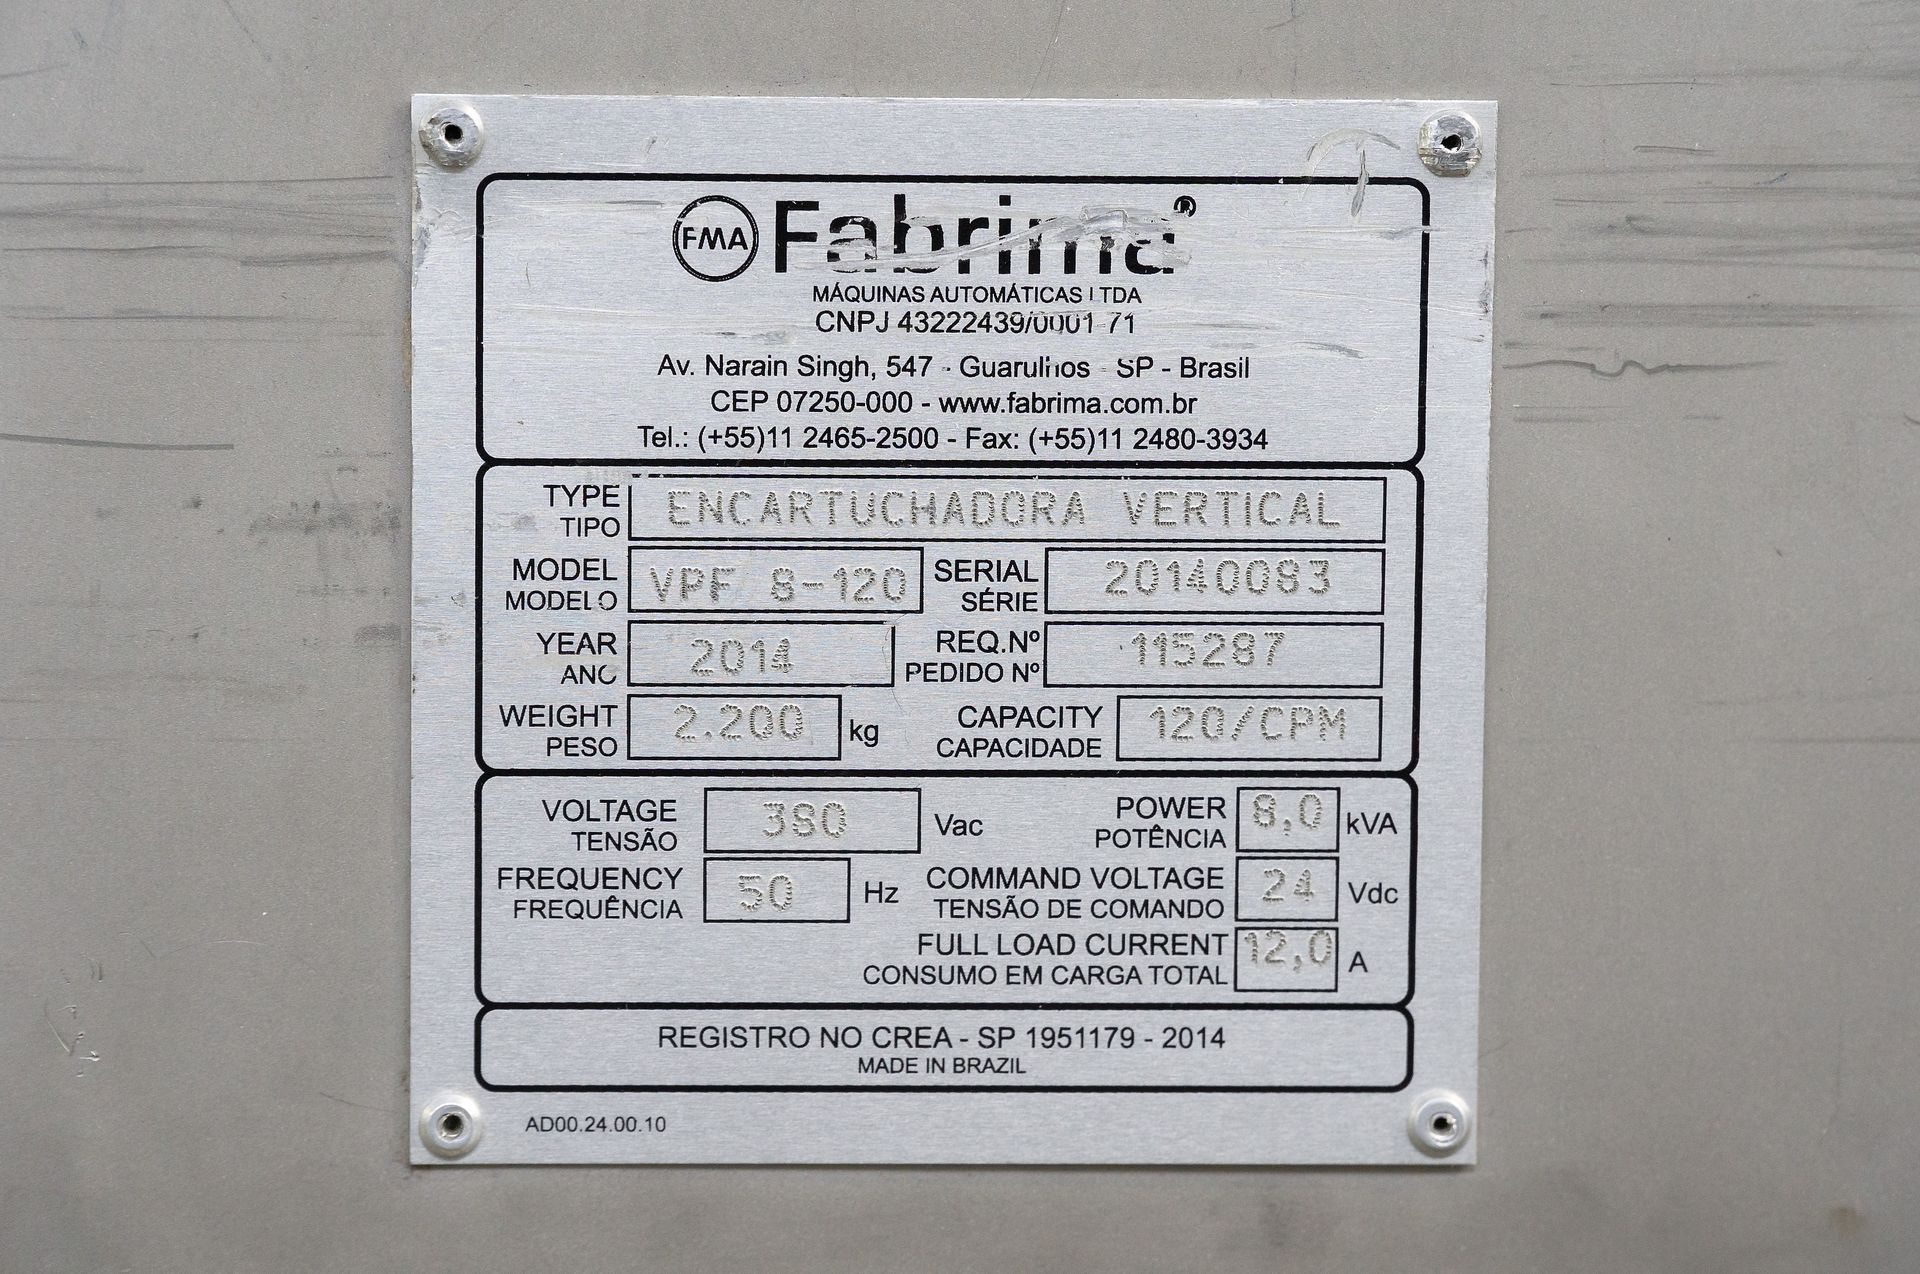 FMA Fabrima®
MÁQUINAS AUTOMÁTICAS LTDA
CNPJ 43222439/0001-71
Av. Narain Singh, 547 - Guarulhos - SP - Brasil
CEP 07250-000 - www.fabrima.com.br
Tel.: (+55)11 2465-2500 - Fax: (+55)11 2480-3934
TYPE ENCARTUCHADORA VERTICAL
TIPO
MODEL VPF 8-120 SERIAL 20140083
MODELO SÉRIE
YEAR 2014 REQ.Nº 115287
ANO PEDIDO Nº
WEIGHT 2.200 kg CAPACITY 120/CPM
PESO CAPACIDADE
VOLTAGE 380 Vac POWER 8,0 kVA
TENSÃO POTÊNCIA
FREQUENCY 50 Hz COMMAND VOLTAGE 24 Vdc
FREQUÊNCIA TENSÃO DE COMANDO
FULL LOAD CURRENT 12,0 A
CONSUMO EM CARGA TOTAL
REGISTRO NO CREA - SP 1951179 - 2014
MADE IN BRAZIL
AD00.24.00.10